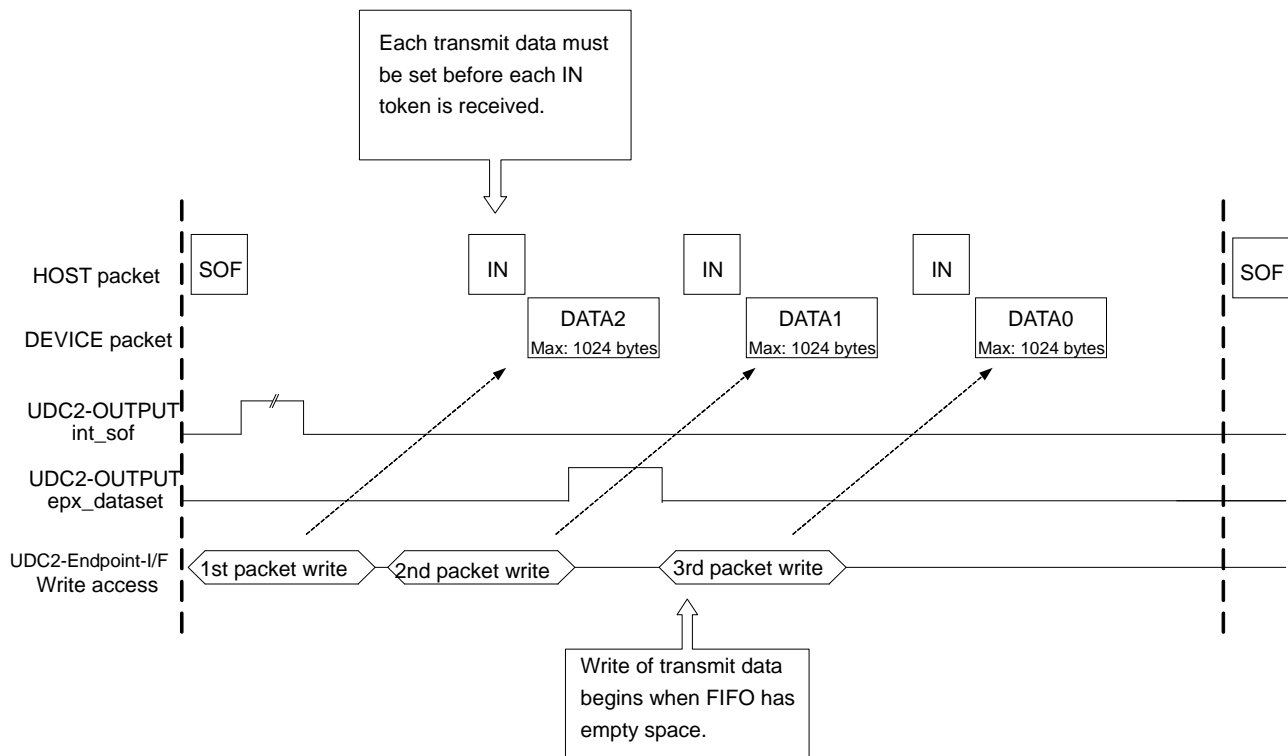 Each transmit data must
be set before each IN
token is received.
HOST packet
SOF
IN
IN
IN
SOF
DEVICE packet
DATA2
Max: 1024 bytes
DATA1
Max: 1024 bytes
DATA0
Max: 1024 bytes
UDC2-OUTPUT
int_sof
UDC2-OUTPUT
epx_dataset
UDC2-Endpoint-I/F
Write access
1st packet write
2nd packet write
3rd packet write
Write of transmit data
begins when FIFO has
empty space.